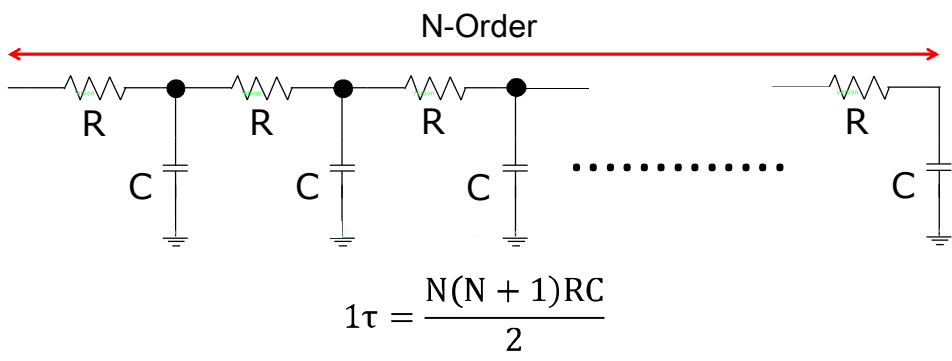 N-Order
R R R R
C C C C
1τ = N(N + 1)RC / 2